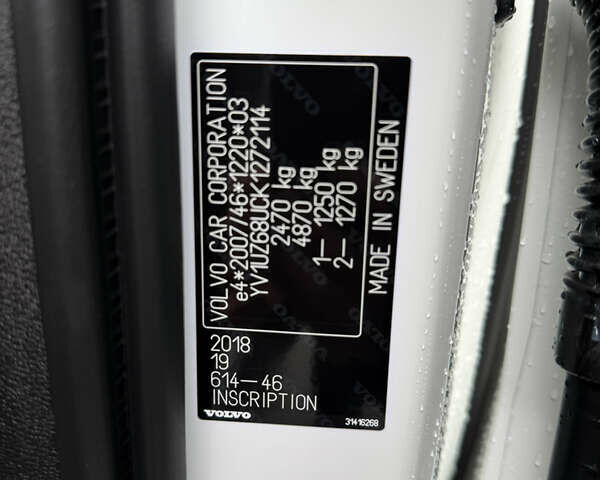 VOLVO CAR CORPORATION
e4*2007/46*1220*03
YV1UZ68UCK1272114
2470 kg
4870 kg
1– 1250 kg
2– 1270 kg
MADE IN SWEDEN
2018
19
614–46
INSCRIPTION
VOLVO
31416268